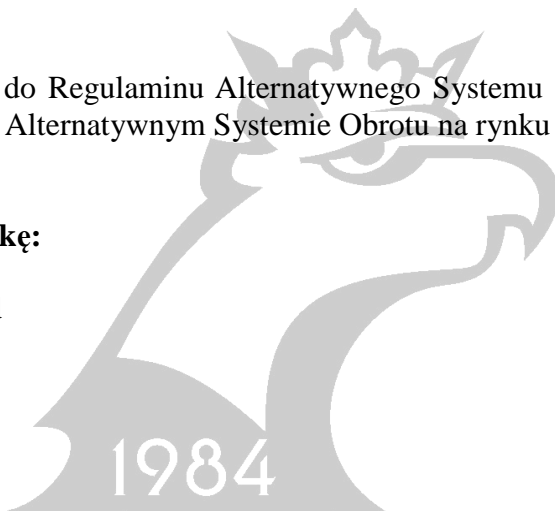 do Regulaminu Alternatywnego Systemu
Alternatywnym Systemie Obrotu na rynku
kę:
1984